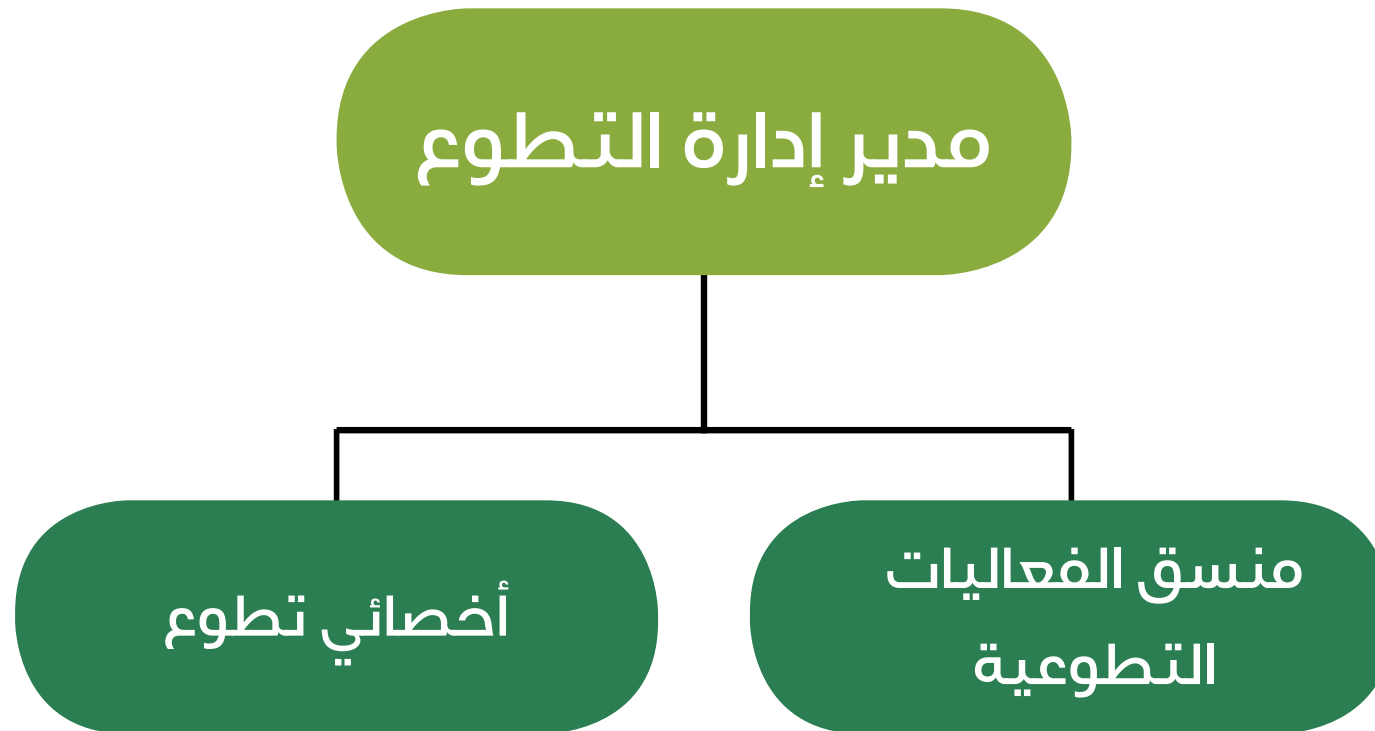 مدير إدارة التطوع
منسق الفعاليات
التطوعية
أخصائي تطوع